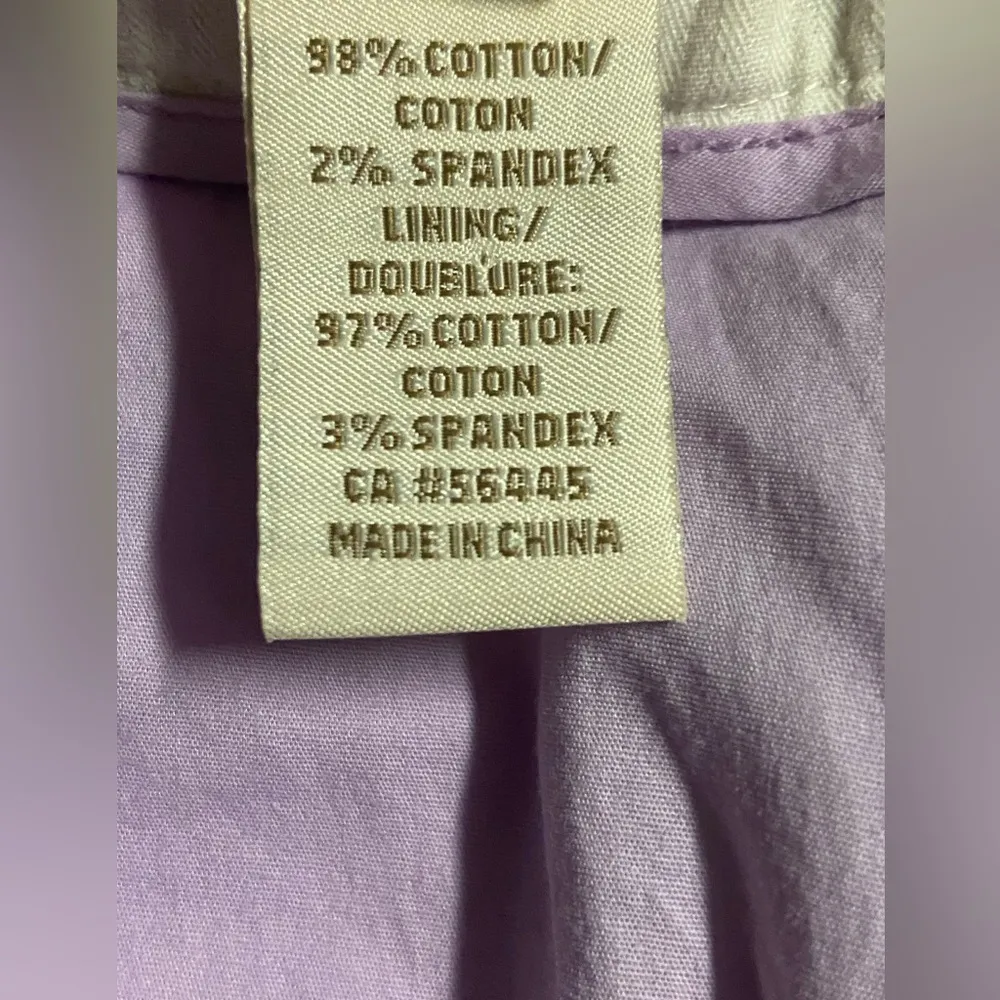 98% COTTON/
COTON
2% SPANDEX
LINING/
DOUBLURE:
97% COTTON/
COTON
3% SPANDEX
CA #56445
MADE IN CHINA